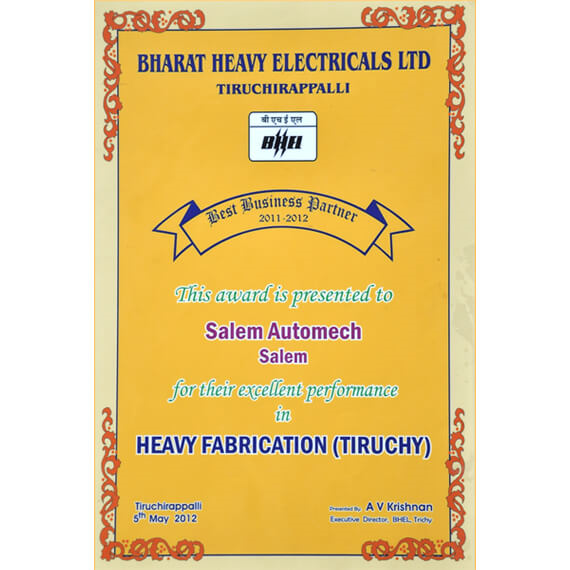 BHARAT HEAVY ELECTRICALS LTD
TIRUCHIRAPPALLI
बी एच ई एल
BHEL
Best Business Partner
2011-2012
This award is presented to
Salem Automech
Salem
for their excellent performance
in
HEAVY FABRICATION (TIRUCHY)
Tiruchirappalli
5th May 2012
Presented By A V Krishnan
Executive Director, BHEL, Trichy